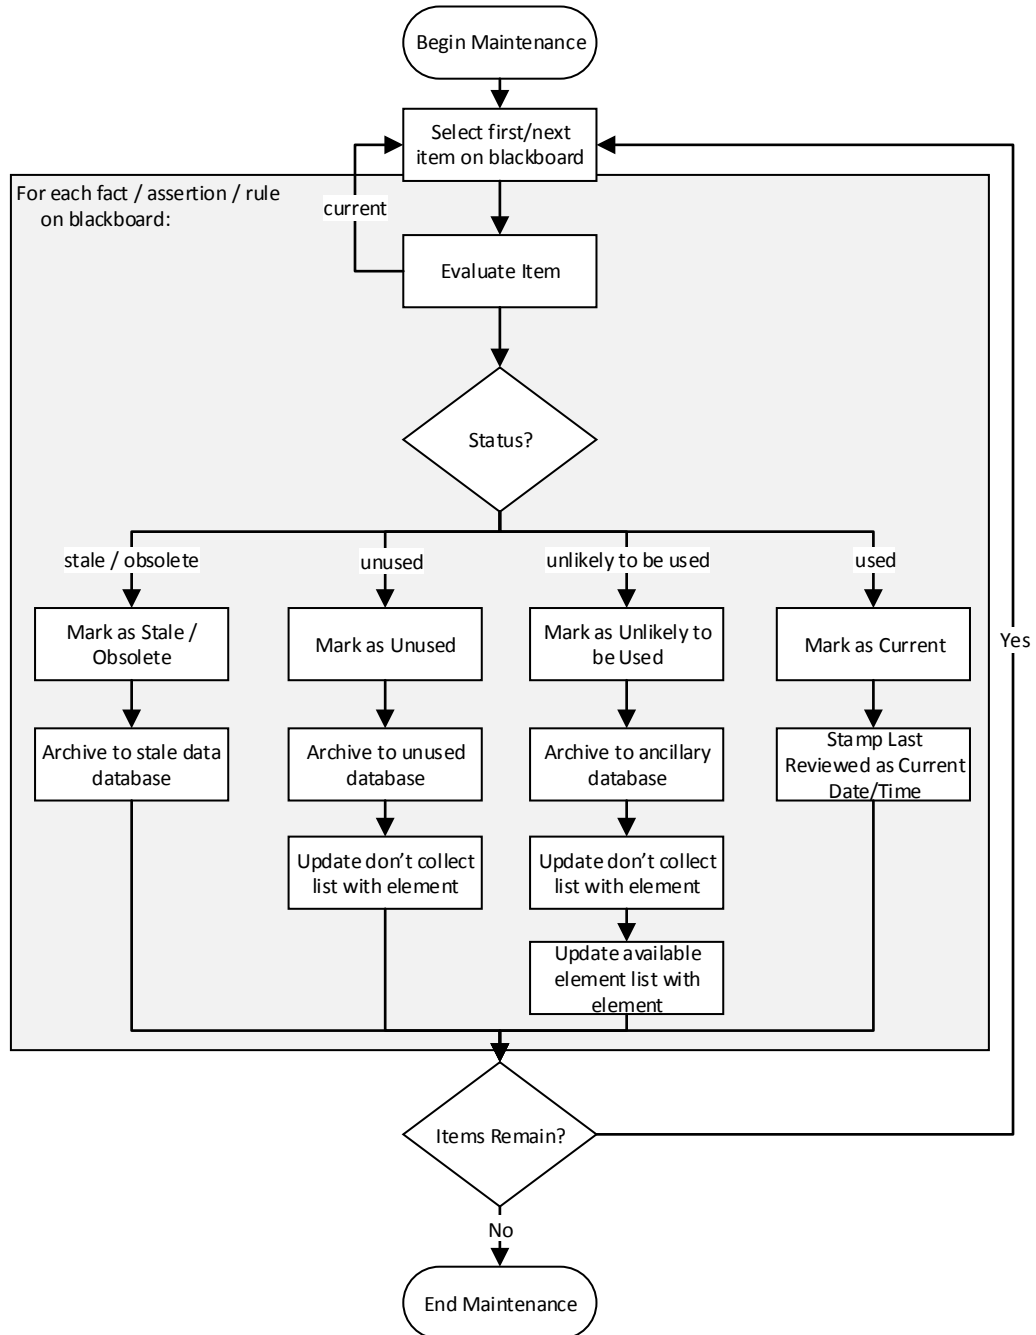 Begin Maintenance
Select first/next
item on blackboard
For each fact / assertion / rule
on blackboard:
current
Evaluate Item
Status?
stale / obsolete
unused
unlikely to be used
used
Mark as Stale /
Obsolete
Mark as Unused
Mark as Unlikely to
be Used
Mark as Current
Yes
Archive to stale data
database
Archive to unused
database
Archive to ancillary
database
Stamp Last
Reviewed as Current
Date/Time
Update don’t collect
list with element
Update don’t collect
list with element
Update available
element list with
element
Items Remain?
No
End Maintenance